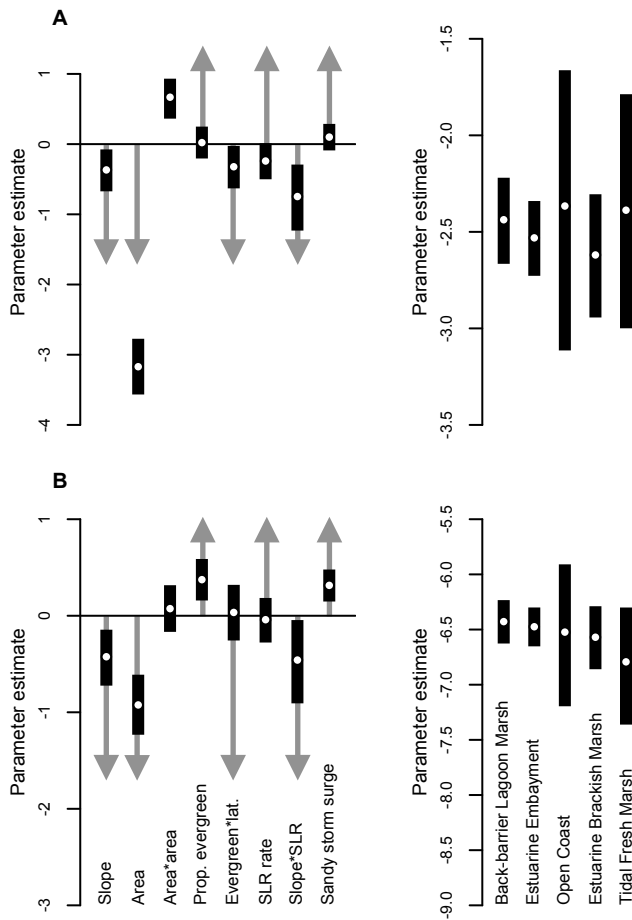 A
Parameter estimate
1
0
-1
-2
-3
-4
Parameter estimate
-1.5
-2.0
-2.5
-3.0
-3.5
B
Parameter estimate
1
0
-1
-2
-3
Slope
Area
Area*area
Prop. evergreen
Evergreen*lat.
SLR rate
Slope*SLR
Sandy storm surge
Parameter estimate
-5.5
-6.0
-6.5
-7.0
-7.5
-8.0
-8.5
-9.0
Back-barrier Lagoon Marsh
Estuarine Embayment
Open Coast
Estuarine Brackish Marsh
Tidal Fresh Marsh